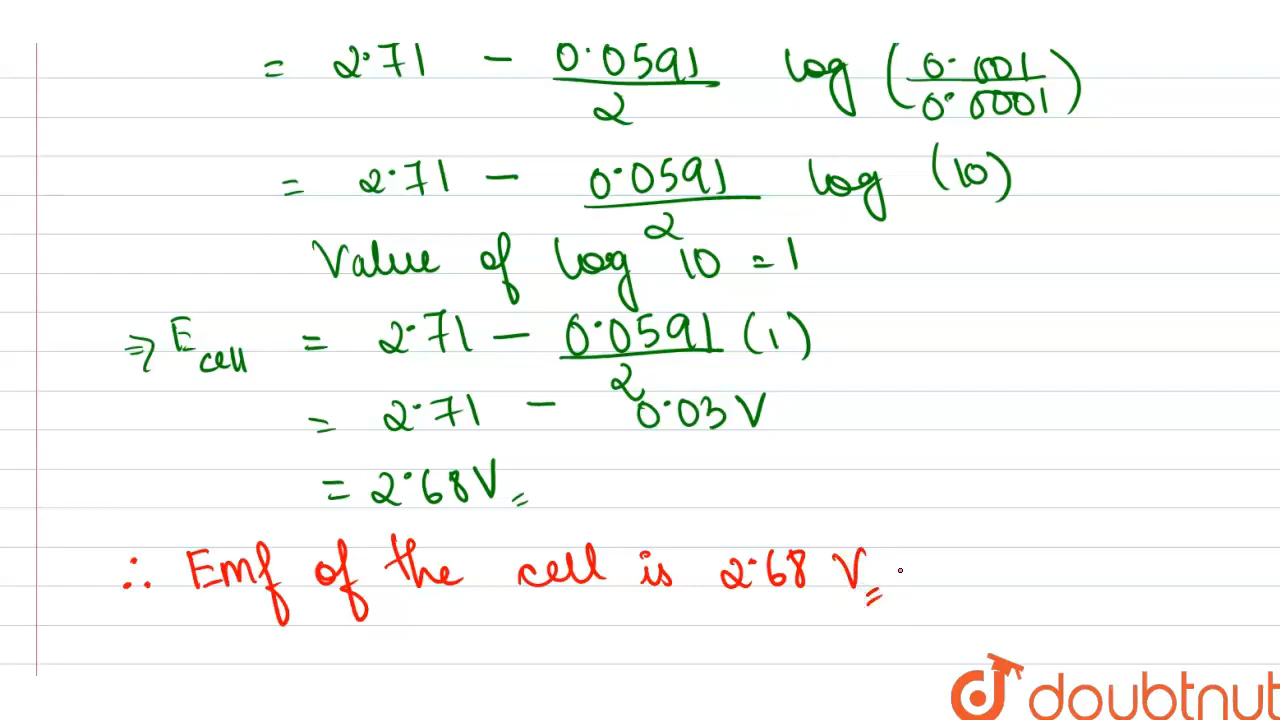 = 2.71 - 0.0591/2 log (0.001/0.0001)
= 2.71 - 0.0591/2 log (10)
Value of log 10 = 1
⇒ Ecell = 2.71 - 0.0591/2 (1)
= 2.71 - 0.03 V
= 2.68 V
∴ Emf of the cell is 2.68 V
doubtnut